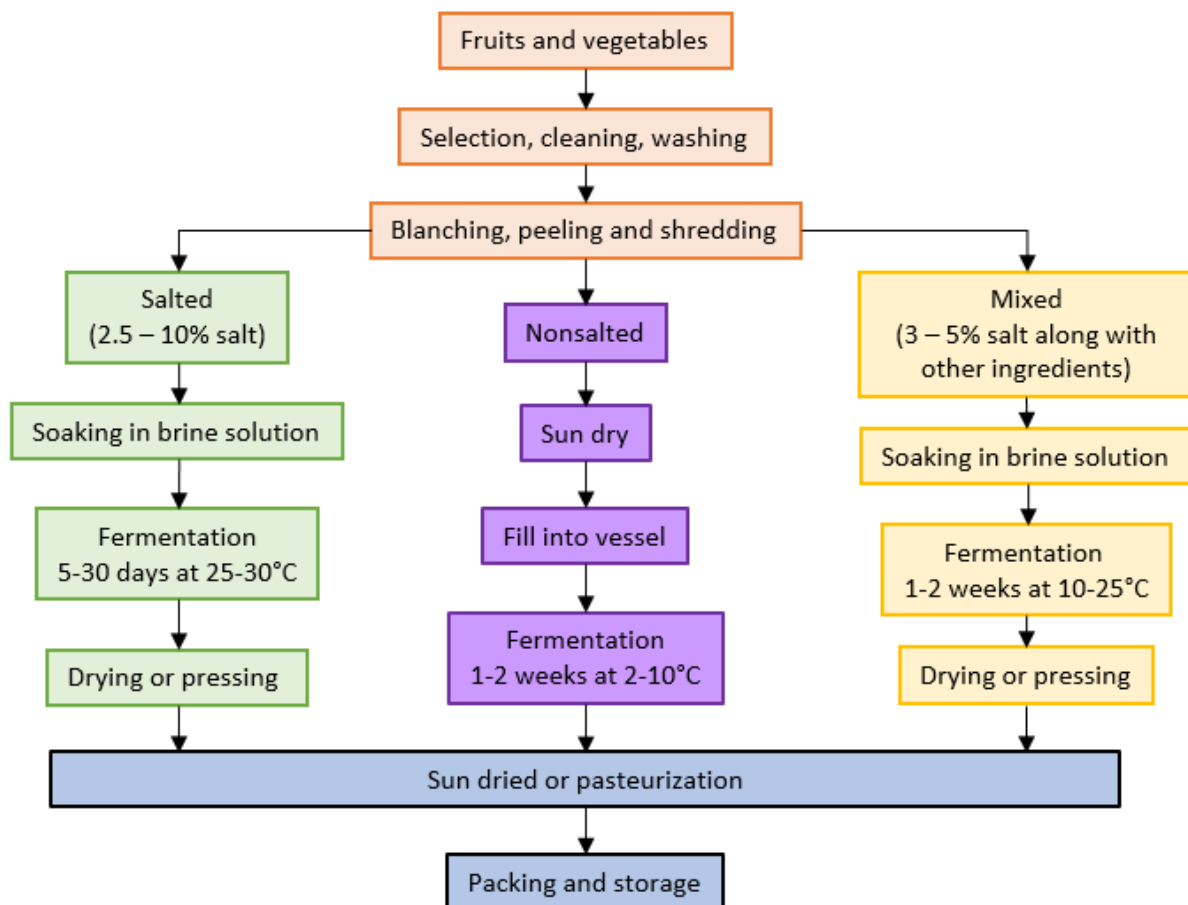 Fruits and vegetables
Selection, cleaning, washing
Blanching, peeling and shredding
Salted
(2.5 – 10% salt)
Soaking in brine solution
Fermentation
5-30 days at 25-30°C
Drying or pressing
Nonsalted
Sun dry
Fill into vessel
Fermentation
1-2 weeks at 2-10°C
Mixed
(3 – 5% salt along with
other ingredients)
Soaking in brine solution
Fermentation
1-2 weeks at 10-25°C
Drying or pressing
Sun dried or pasteurization
Packing and storage